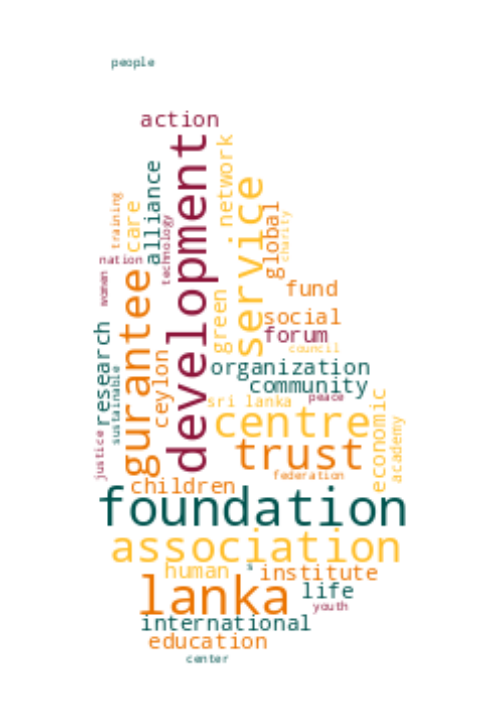 people
action
development
network
alliance
service
care
training
technology
global
charity
nation
women
gurantee
fund
green
social
forum
research
council
ceylon
organization
sustainable
community
sri lanka
peace
economic
centre
academy
justice
trust
federation
children
foundation
association
human
s
institute
lanka
life
youth
international
education
center